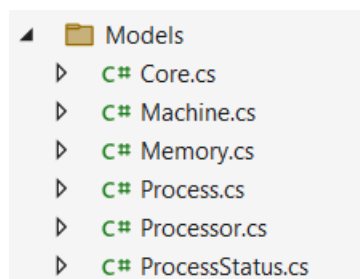 Models
C# Core.cs
C# Machine.cs
C# Memory.cs
C# Process.cs
C# Processor.cs
C# ProcessStatus.cs